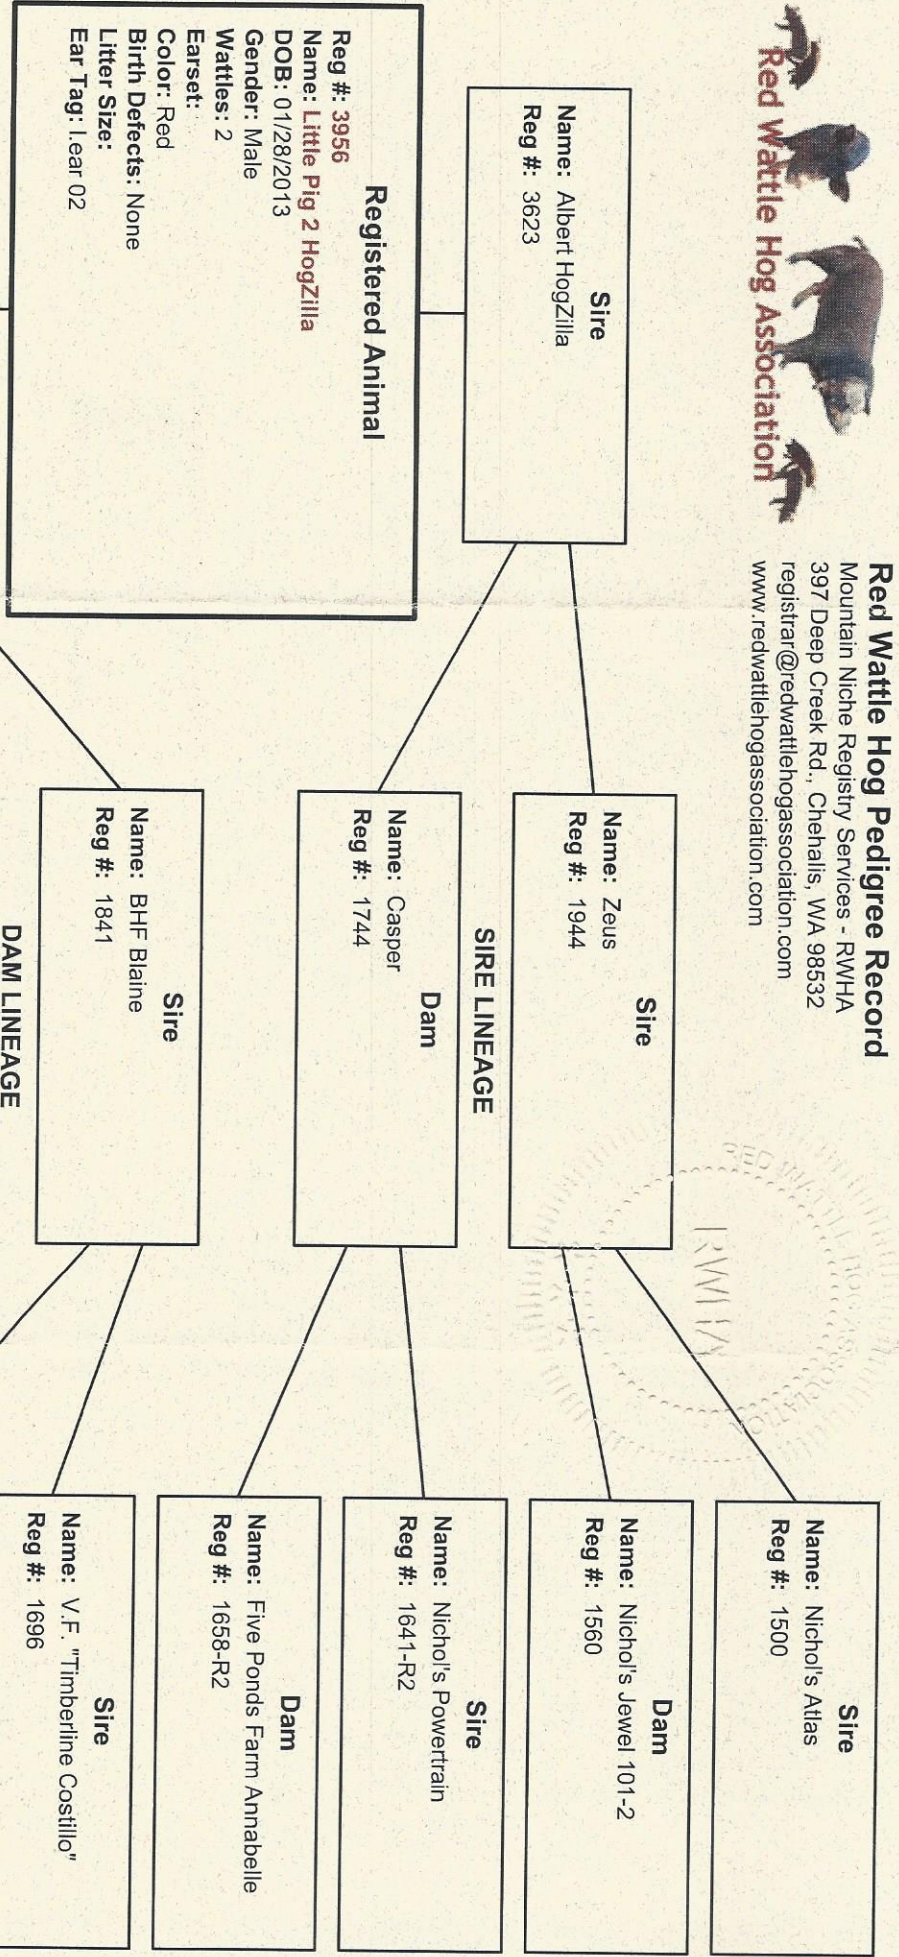 Red Wattle Hog Association
Red Wattle Hog Pedigree Record
Mountain Niche Registry Services - RWHA
397 Deep Creek Rd., Chehalis, WA 98532
registrar@redwattlehogassociation.com
www.redwattlehogassociation.com
RED WATTLE HOG ASSOCIATION
RWHA
Sire
Name: Albert HogZilla
Reg #: 3623
Registered Animal
Reg #: 3956
Name: Little Pig 2 HogZilla
DOB: 01/28/2013
Gender: Male
Wattles: 2
Earset:
Color: Red
Birth Defects: None
Litter Size:
Ear Tag: l.ear 02
Sire
Name: Zeus
Reg #: 1944
SIRE LINEAGE
Dam
Name: Casper
Reg #: 1744
Sire
Name: BHF Blaine
Reg #: 1841
DAM LINEAGE
Sire
Name: Nichol's Atlas
Reg #: 1500
Dam
Name: Nichol's Jewel 101-2
Reg #: 1560
Sire
Name: Nichol's Powertrain
Reg #: 1641-R2
Dam
Name: Five Ponds Farm Annabelle
Reg #: 1658-R2
Sire
Name: V.F. "Timberline Costillo"
Reg #: 1696